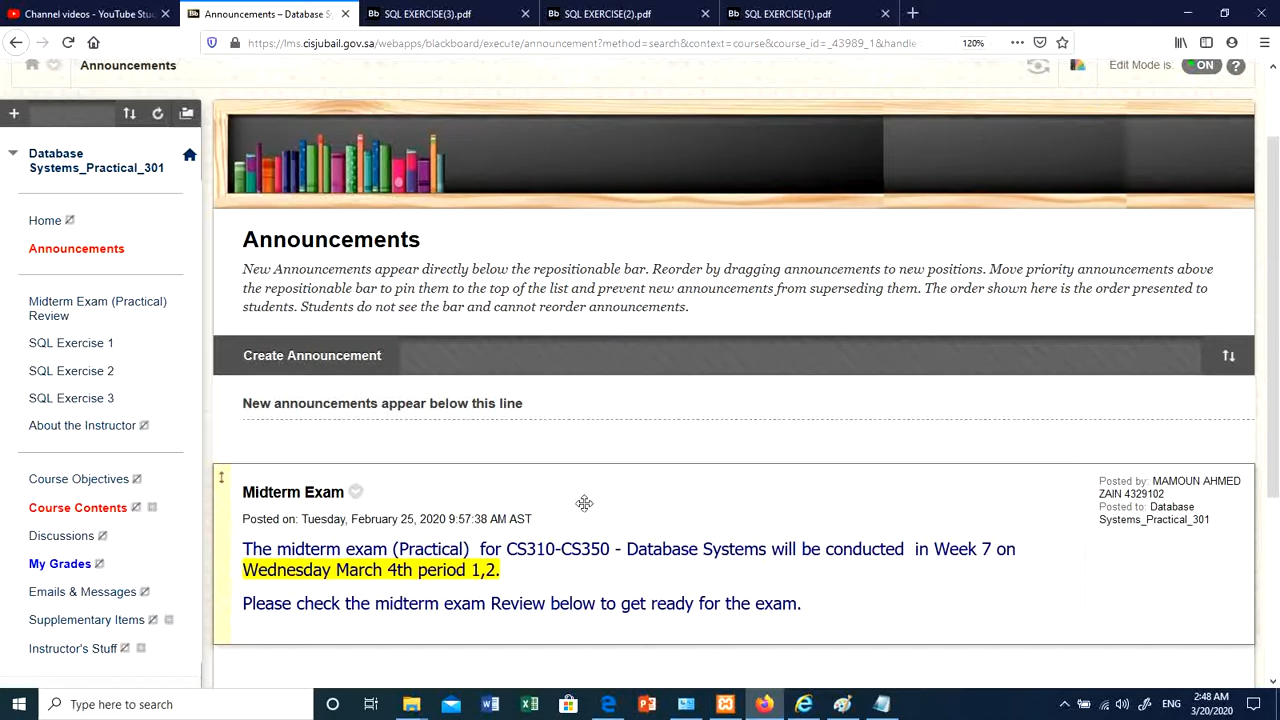 Channel videos - YouTube Stu
Announcements – Database S
SQL EXERCISE(3).pdf
SQL EXERCISE(2).pdf
SQL EXERCISE(1).pdf
https://lms.cisjubail.gov.sa/webapps/blackboard/execute/announcement?method=search&context=course&course_id=_43989_1&handle
120%
Announcements
Edit Mode is:
ON
?
Database
Systems_Practical_301
Home
Announcements
Midterm Exam (Practical)
Review
SQL Exercise 1
SQL Exercise 2
SQL Exercise 3
About the Instructor
Course Objectives
Course Contents
Discussions
My Grades
Emails & Messages
Supplementary Items
Instructor's Stuff
Announcements
New Announcements appear directly below the repositionable bar. Reorder by dragging announcements to new positions. Move priority announcements above
the repositionable bar to pin them to the top of the list and prevent new announcements from superseding them. The order shown here is the order presented to
students. Students do not see the bar and cannot reorder announcements.
Create Announcement
New announcements appear below this line
Midterm Exam
Posted on: Tuesday, February 25, 2020 9:57:38 AM AST
The midterm exam (Practical) for CS310-CS350 - Database Systems will be conducted in Week 7 on
Wednesday March 4th period 1,2.
Please check the midterm exam Review below to get ready for the exam.
Posted by: MAMOUN AHMED
ZAIN 4329102
Posted to: Database
Systems_Practical_301
Type here to search
ENG
2:48 AM
3/20/2020